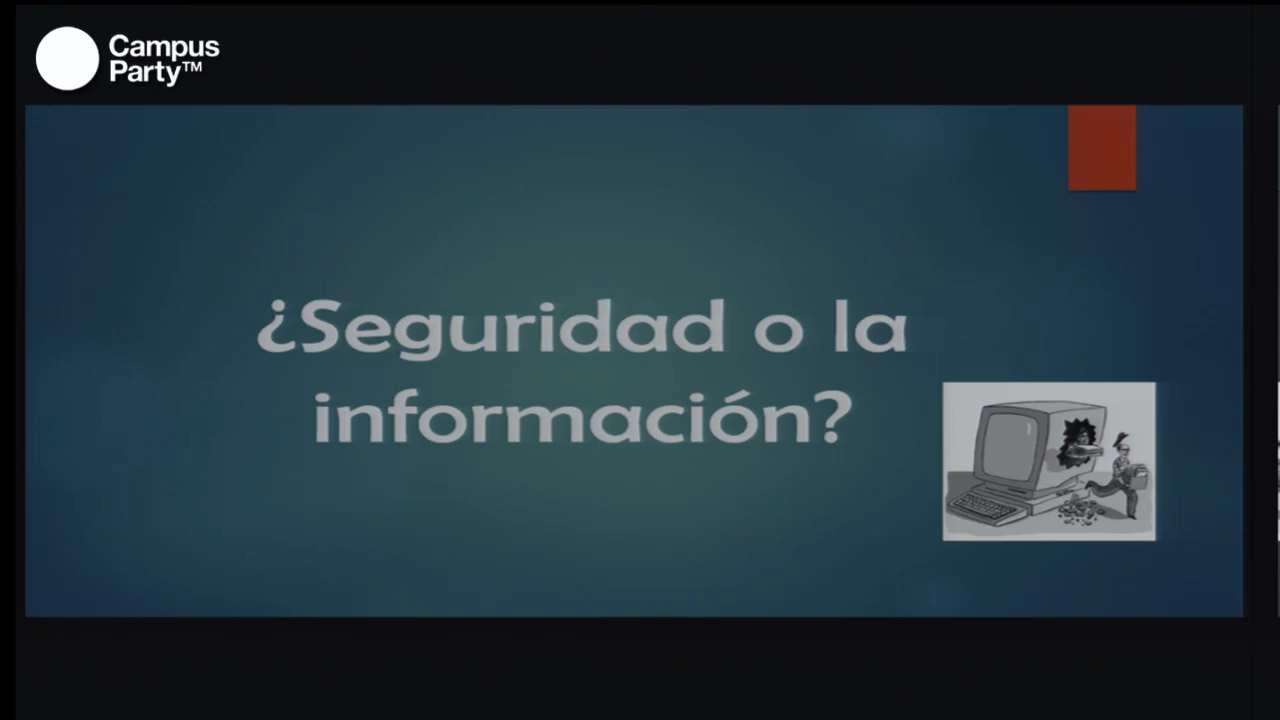 Campus
Party™
¿Seguridad o la
información?